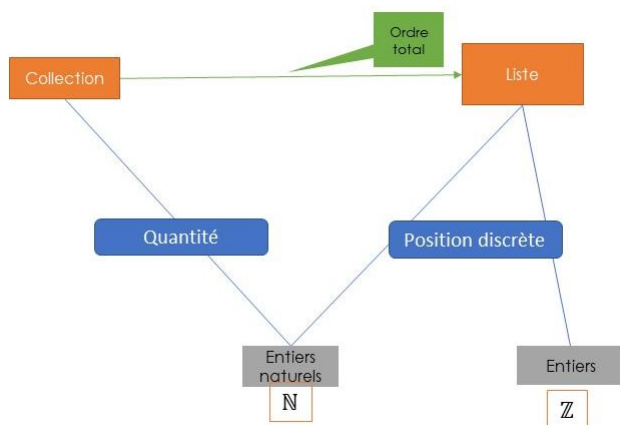 Ordre
total
Collection
Liste
Quantité
Position discrète
Entiers
naturels
ℕ
Entiers
ℤ